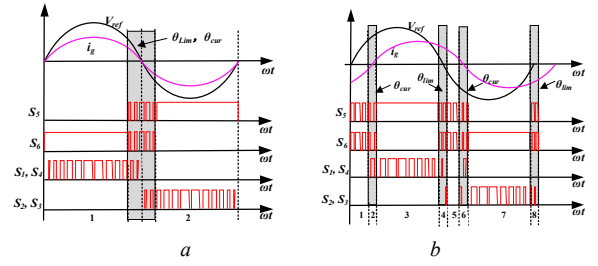 V_ref
i_g
θ_Lim, θ_cur
ωt
S_5
ωt
S_6
ωt
S_1, S_4
ωt
S_2, S_3
ωt
1
2
a
V_ref
i_g
ωt
θ_cur
θ_lim
θ_cur
θ_lim
S_5
ωt
S_6
ωt
S_1, S_4
ωt
S_2, S_3
ωt
1 2 3 4 5 6 7 8
b